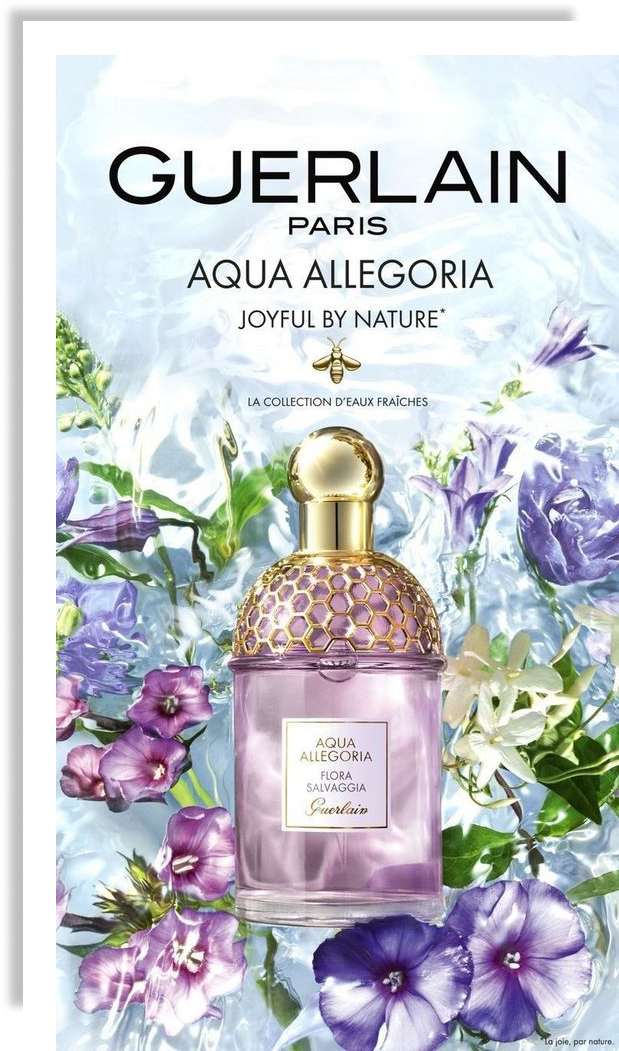 GUERLAIN
PARIS
AQUA ALLEGORIA
JOYFUL BY NATURE*
LA COLLECTION D'EAUX FRAÎCHES
AQUA
ALLEGORIA
FLORA
SALVAGGIA
Guerlain
*La joie, par nature.